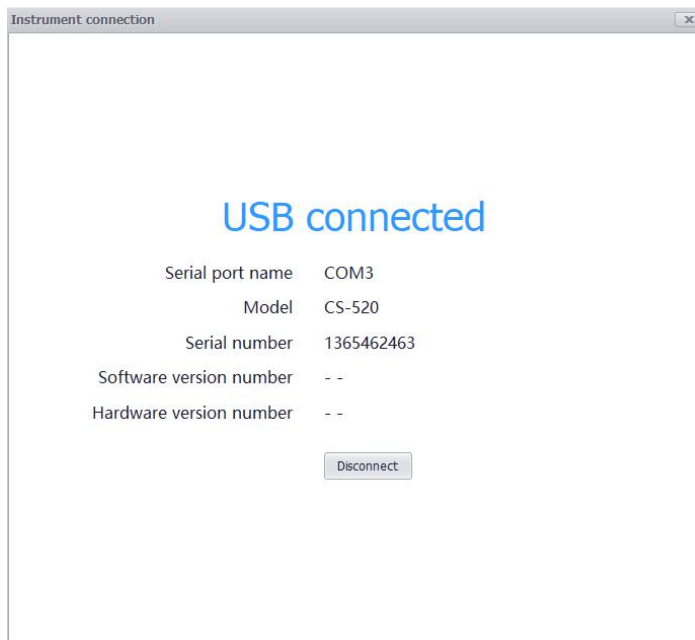 Instrument connection
USB connected
Serial port name COM3
Model CS-520
Serial number 1365462463
Software version number - -
Hardware version number - -
Disconnect